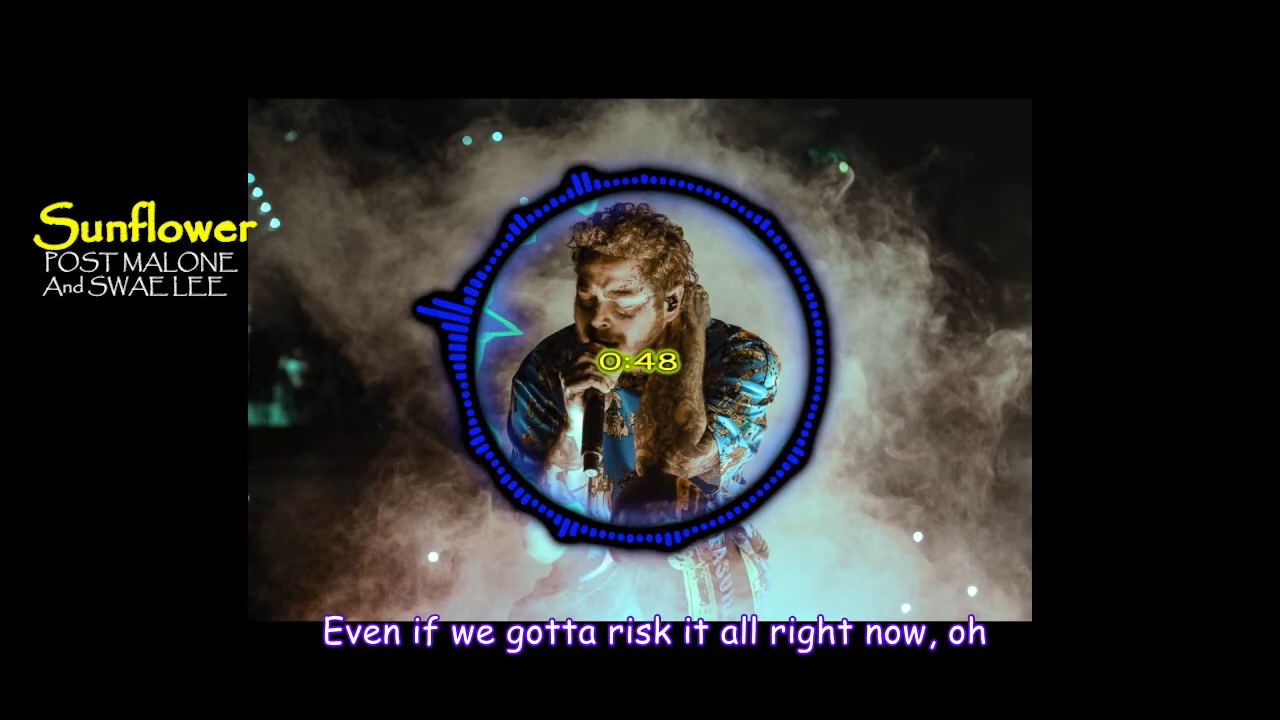 Sunflower
POST MALONE
And SWAE LEE
0:48
Even if we gotta risk it all right now, oh